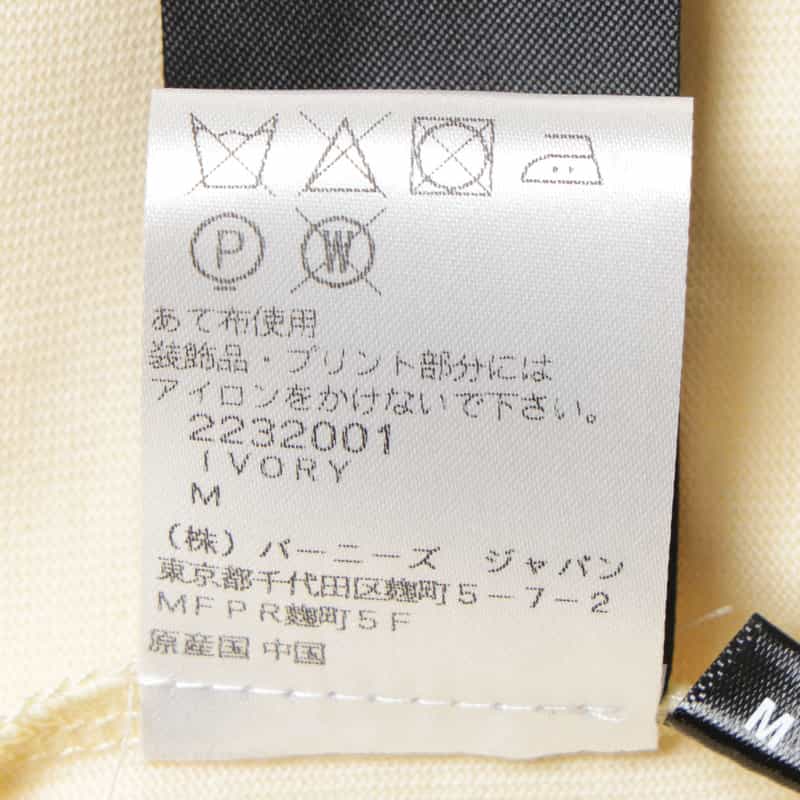 P W
あて布使用
装飾品・プリント部分には
アイロンをかけないで下さい。
2232001
IVORY
M
(株) バーニーズ ジャパン
東京都千代田区麹町5-7-2
MFPR麹町5F
原産国 中国
M